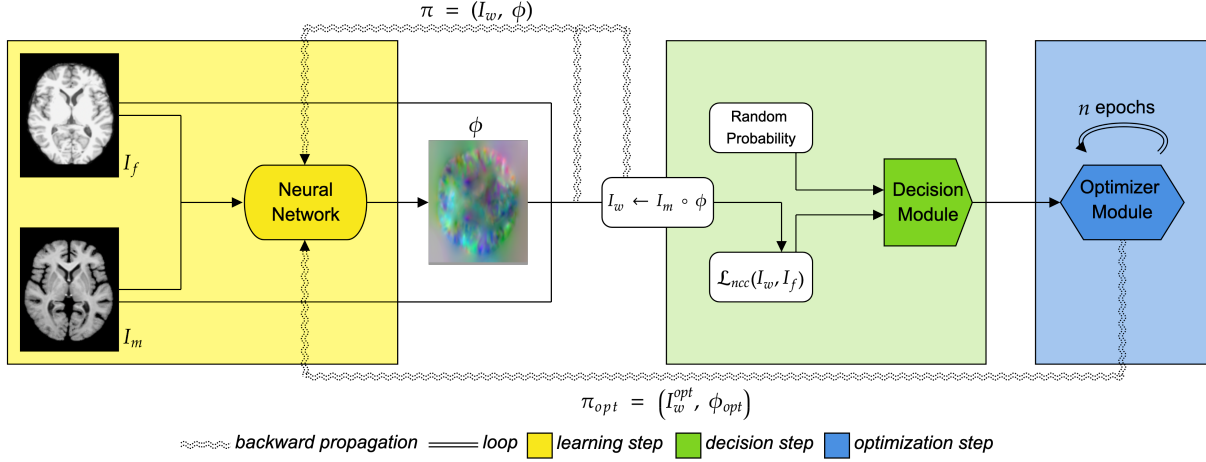 π = (I_w, ϕ)
I_f
I_m
Neural
Network
ϕ
I_w ← I_m ∘ ϕ
Random
Probability
𝔏_ncc(I_w, I_f)
Decision
Module
n epochs
Optimizer
Module
π_opt = (I_w^opt, ϕ_opt)
backward propagation loop learning step decision step optimization step